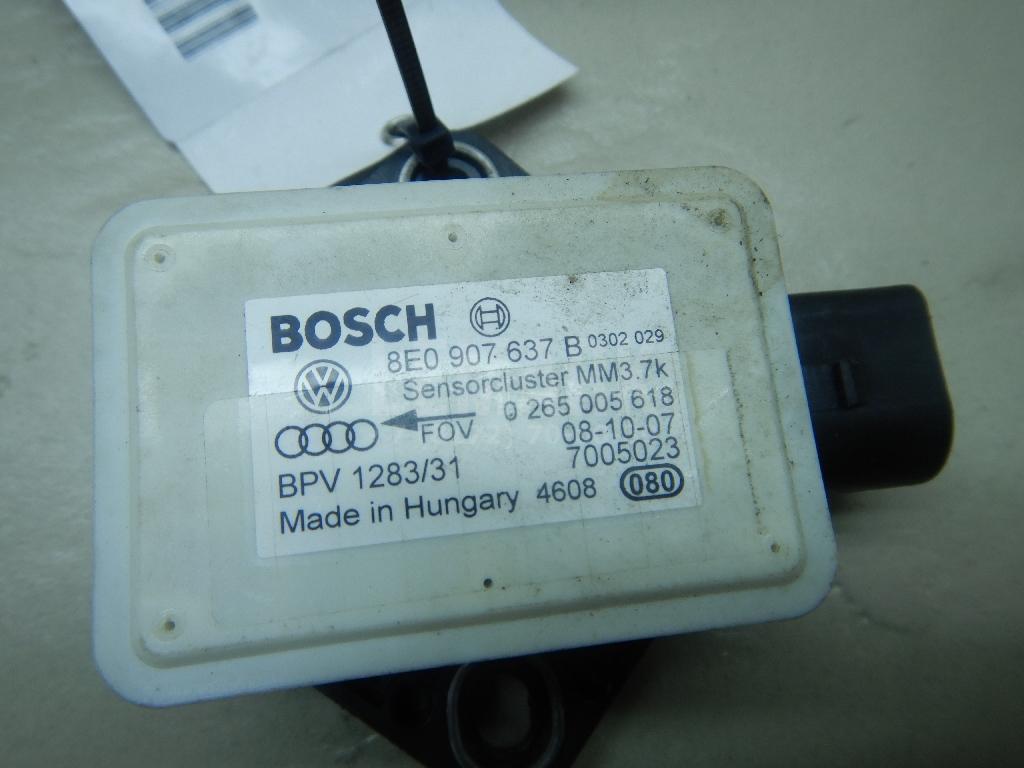 BOSCH
8E0 907 637 B 0302 029
Sensorcluster MM3.7k
0 265 005 618
FOV 08-10-07
BPV 1283/31 7005023
Made in Hungary 4608 080